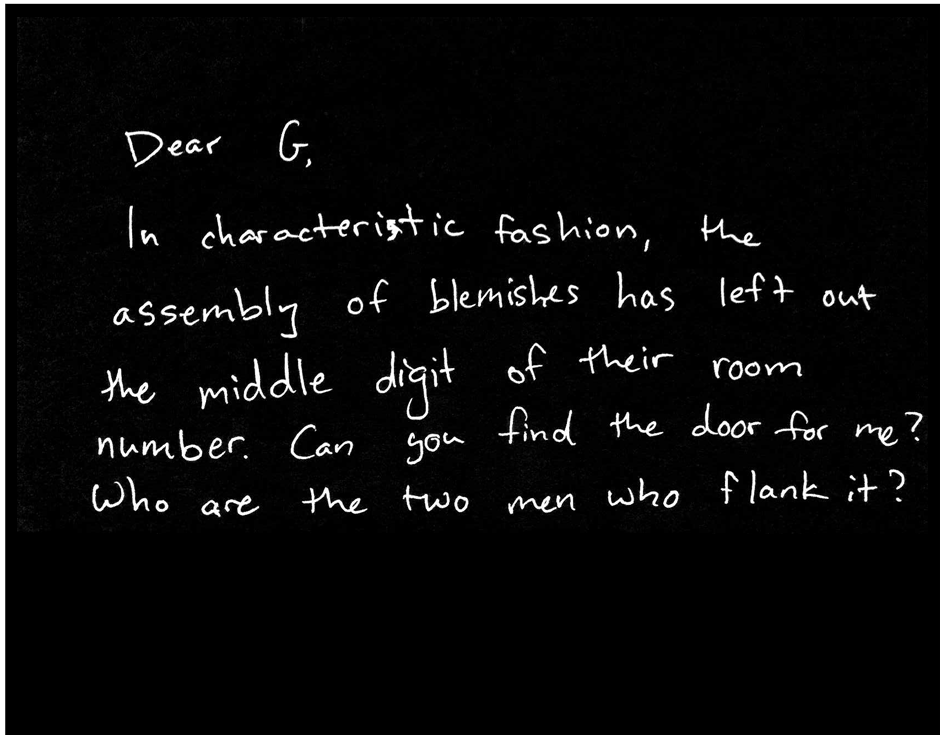 Dear G,
In characteristic fashion, the
assembly of blemishes has left out
the middle digit of their room
number. Can you find the door for me?
Who are the two men who flank it?